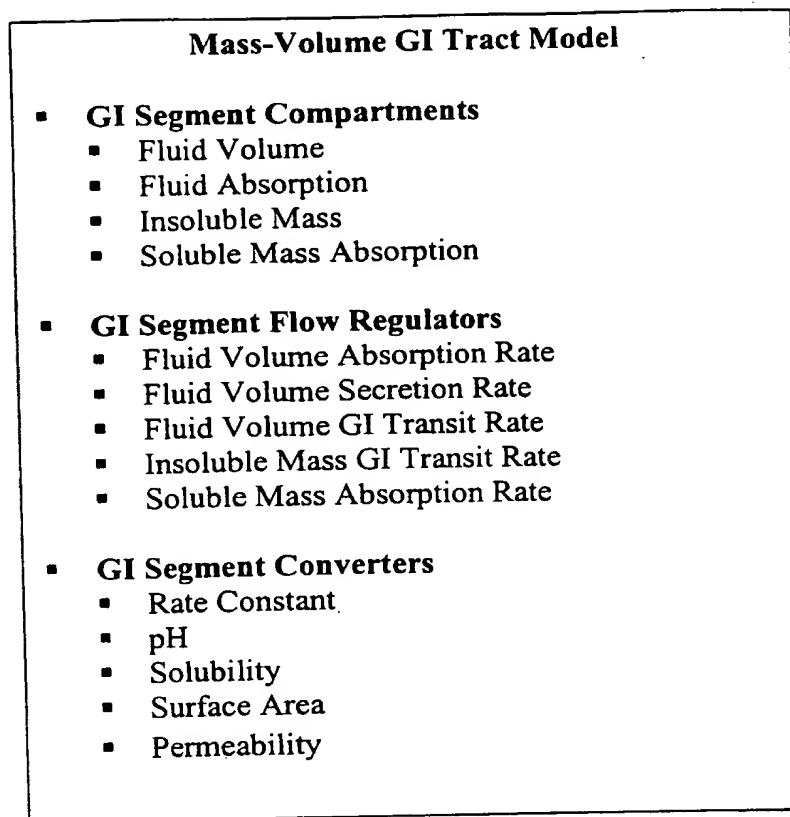 Mass-Volume GI Tract Model
▪ GI Segment Compartments
▪ Fluid Volume
▪ Fluid Absorption
▪ Insoluble Mass
▪ Soluble Mass Absorption
▪ GI Segment Flow Regulators
▪ Fluid Volume Absorption Rate
▪ Fluid Volume Secretion Rate
▪ Fluid Volume GI Transit Rate
▪ Insoluble Mass GI Transit Rate
▪ Soluble Mass Absorption Rate
▪ GI Segment Converters
▪ Rate Constant
▪ pH
▪ Solubility
▪ Surface Area
▪ Permeability